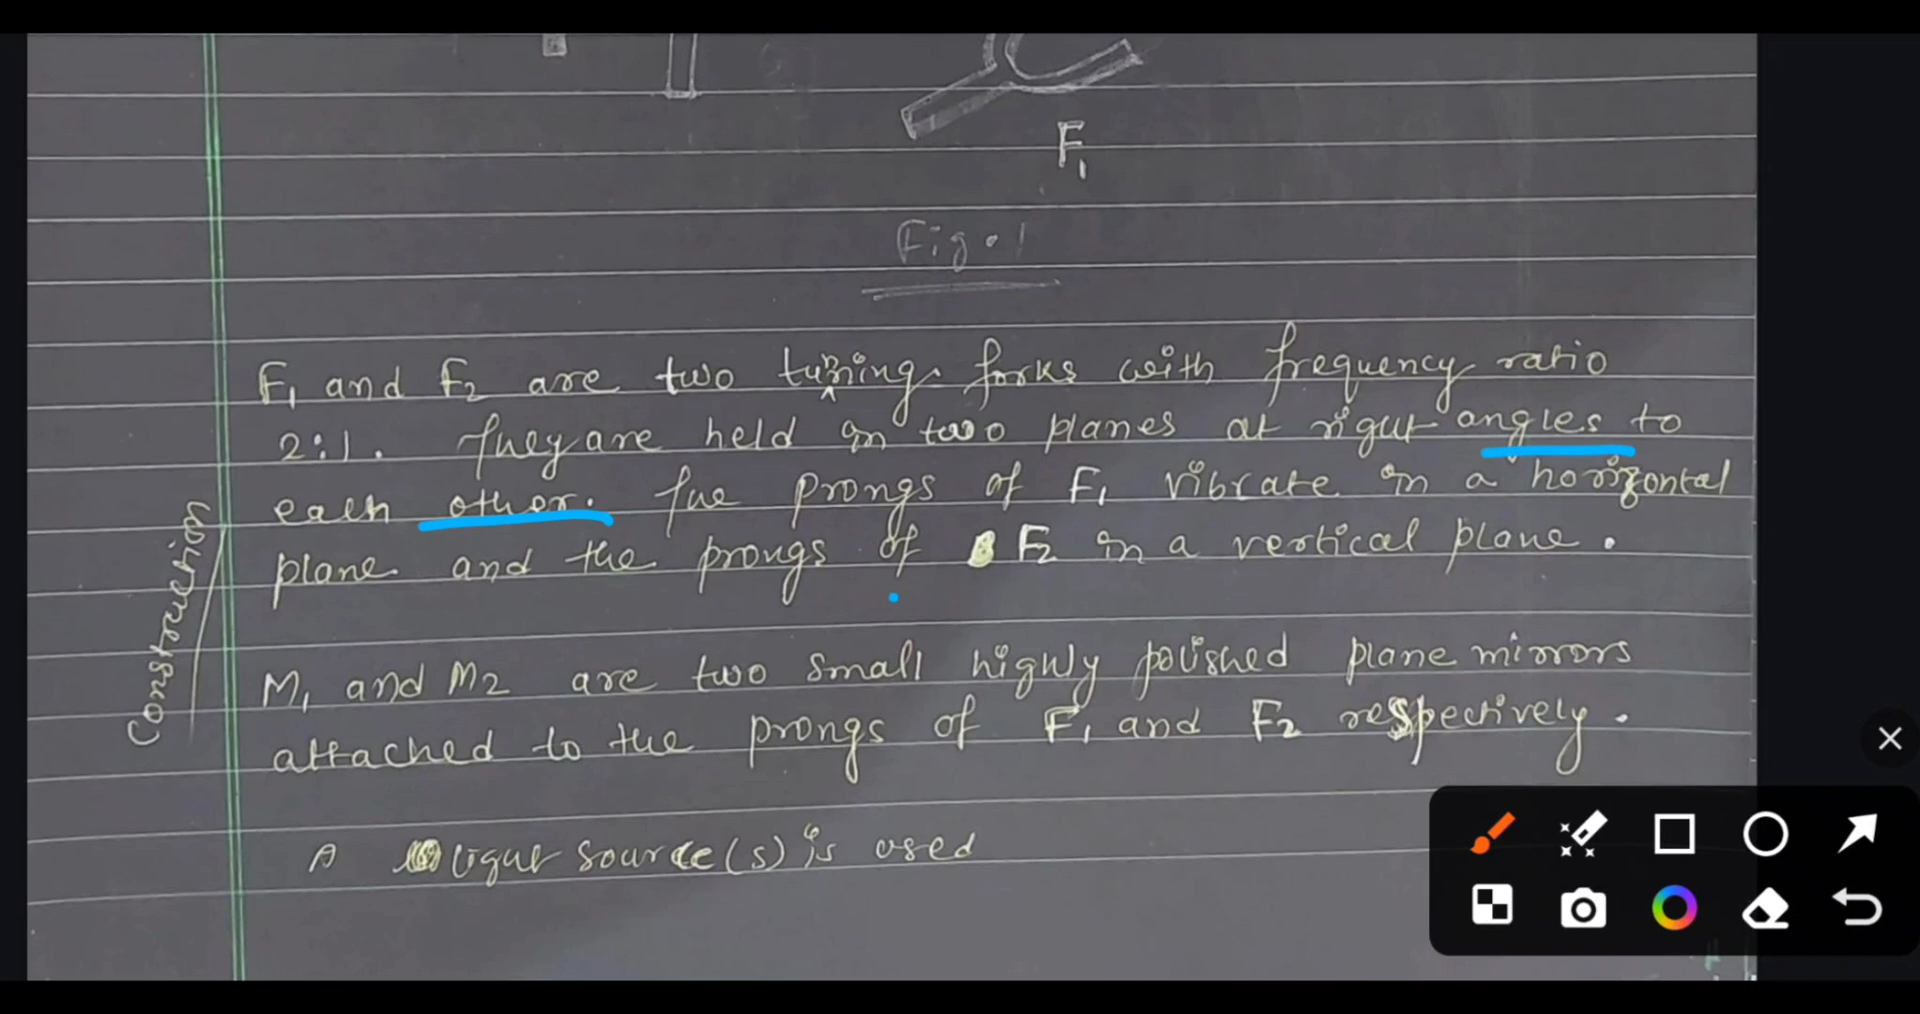 F1
Fig. 1
F1 and F2 are two tuning forks with frequency ratio
2:1. They are held in two planes at right angles to
each other. The prongs of F1 vibrate in a horizontal
plane and the prongs of F2 in a vertical plane.
Construction
M1 and M2 are two small highly polished plane mirrors
attached to the prongs of F1 and F2 respectively.
A light source(s) is used